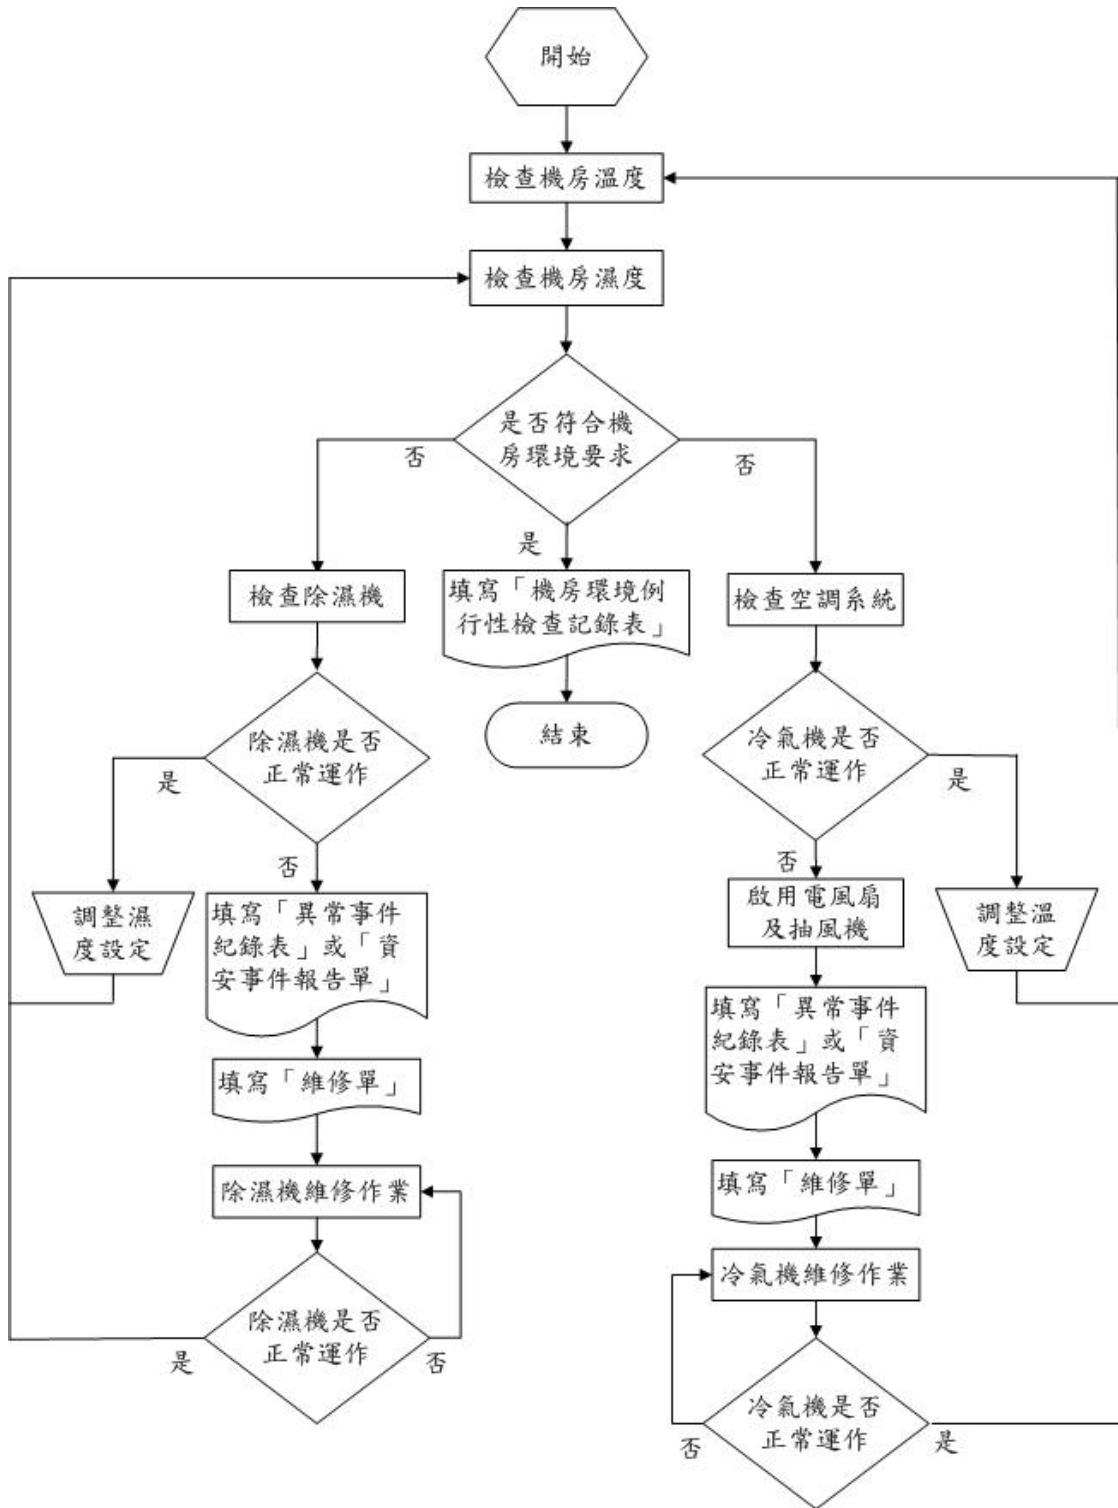 開始
檢查機房溫度
檢查機房濕度
是否符合機
房環境要求
否
否
是
檢查除濕機
填寫「機房環境例
行性檢查記錄表」
檢查空調系統
結束
除濕機是否
正常運作
冷氣機是否
正常運作
是
是
否
否
調整濕
度設定
填寫「異常事件
紀錄表」或「資
安事件報告單」
啟用電風扇
及抽風機
調整溫
度設定
填寫「異常事件
紀錄表」或「資
安事件報告單」
填寫「維修單」
填寫「維修單」
除濕機維修作業
冷氣機維修作業
除濕機是否
正常運作
是
否
冷氣機是否
正常運作
否
是